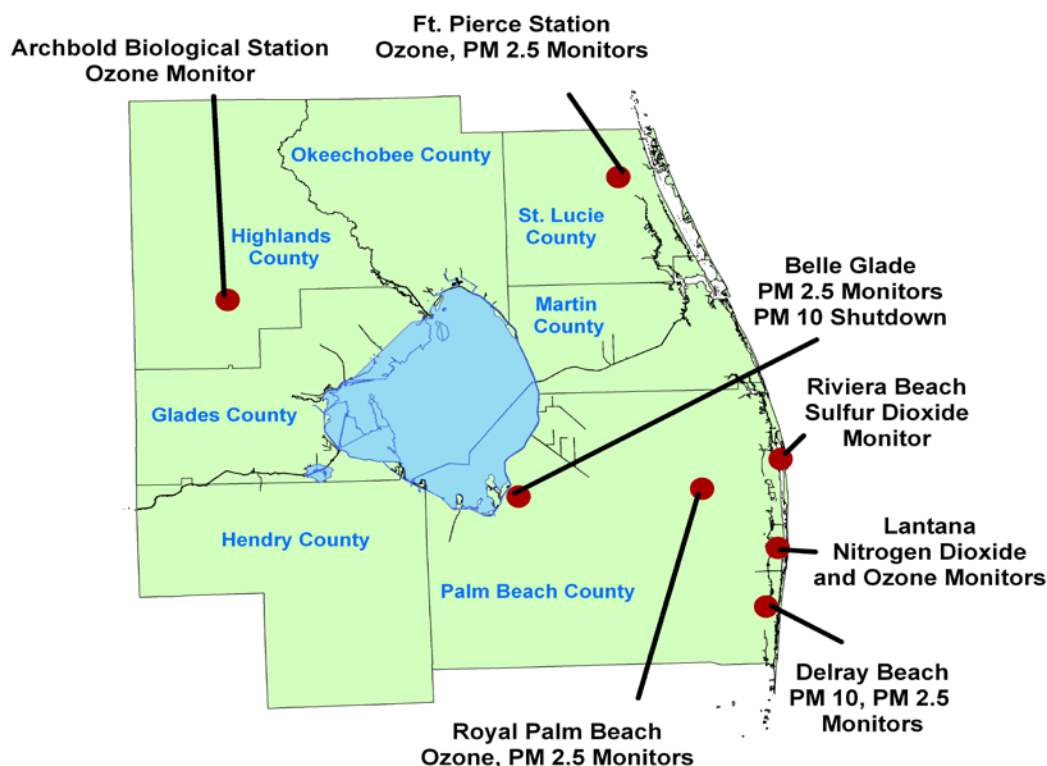 Ft. Pierce Station
Ozone, PM 2.5 Monitors
Archbold Biological Station
Ozone Monitor
Okeechobee County
St. Lucie
County
Highlands
County
Belle Glade
PM 2.5 Monitors
PM 10 Shutdown
Martin
County
Riviera Beach
Sulfur Dioxide
Monitor
Glades County
Lantana
Nitrogen Dioxide
and Ozone Monitors
Hendry County
Palm Beach County
Delray Beach
PM 10, PM 2.5
Monitors
Royal Palm Beach
Ozone, PM 2.5 Monitors